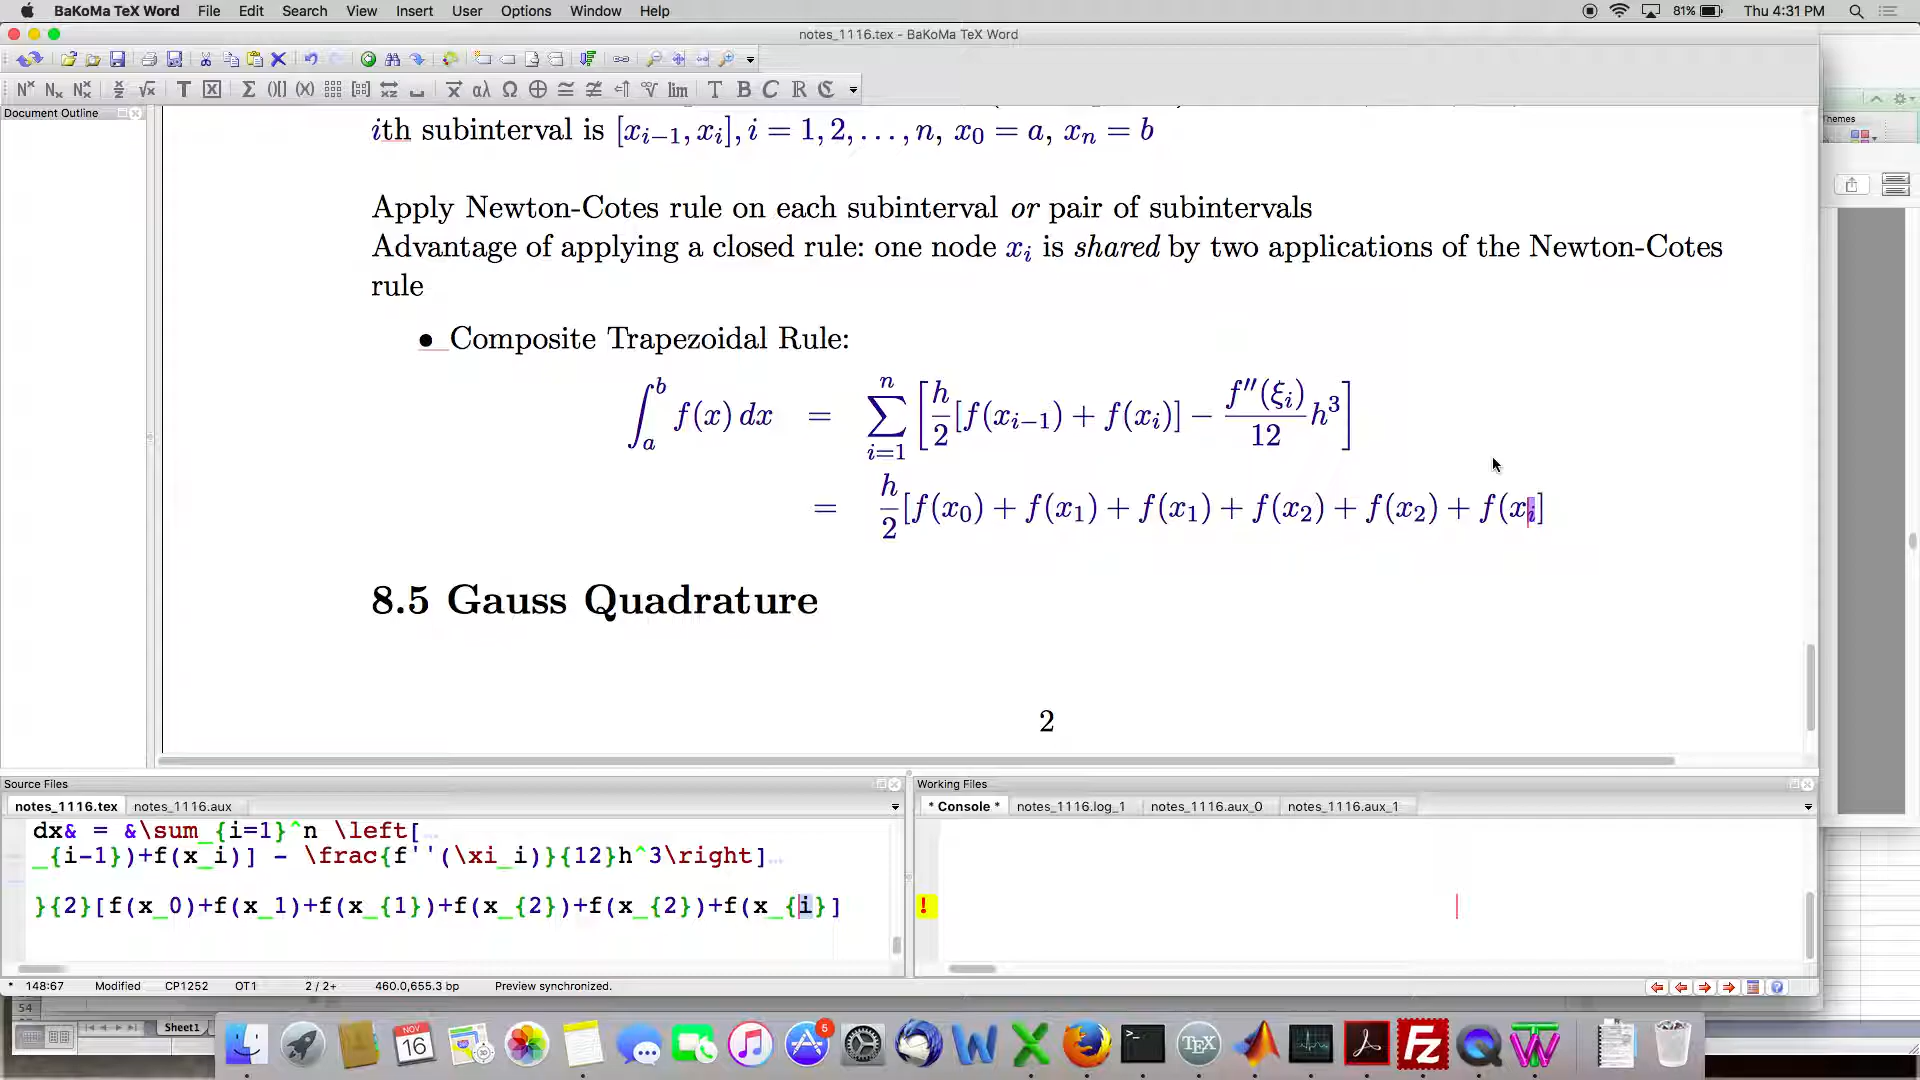 BaKoMa TeX Word File Edit Search View Insert User Options Window Help 81% Thu 4:31 PM
notes_1116.tex - BaKoMa TeX Word
Document Outline
ith subinterval is [x_{i-1}, x_i], i = 1, 2, ..., n, x_0 = a, x_n = b
Apply Newton-Cotes rule on each subinterval or pair of subintervals
Advantage of applying a closed rule: one node x_i is shared by two applications of the Newton-Cotes
rule
• Composite Trapezoidal Rule:
∫_a^b f(x) dx = ∑_{i=1}^n [ h/2 [f(x_{i-1}) + f(x_i)] − f''(ξ_i)/12 h^3 ]
= h/2 [f(x_0) + f(x_1) + f(x_1) + f(x_2) + f(x_2) + f(x_i]
8.5 Gauss Quadrature
2
Source Files
notes_1116.tex notes_1116.aux
dx& = &\sum_{i=1}^n \left[…
_{i-1})+f(x_i)] - \frac{f''(\xi_i)}{12}h^3\right]…
}{2}[f(x_0)+f(x_1)+f(x_{1})+f(x_{2})+f(x_{2})+f(x_{i}]
Working Files
* Console * notes_1116.log_1 notes_1116.aux_0 notes_1116.aux_1
!
* 148:67 Modified CP1252 OT1 2 / 2+ 460.0,655.3 bp Preview synchronized.
hemes
54
Sheet1
NOV
16
5
TEX